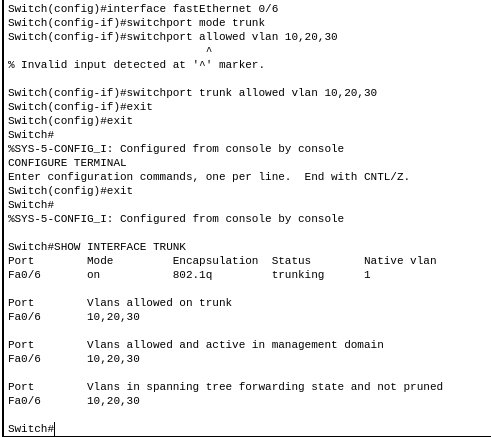 Switch(config)#interface fastEthernet 0/6
Switch(config-if)#switchport mode trunk
Switch(config-if)#switchport allowed vlan 10,20,30
^
% Invalid input detected at '^' marker.
Switch(config-if)#switchport trunk allowed vlan 10,20,30
Switch(config-if)#exit
Switch(config)#exit
Switch#
%SYS-5-CONFIG_I: Configured from console by console
CONFIGURE TERMINAL
Enter configuration commands, one per line.  End with CNTL/Z.
Switch(config)#exit
Switch#
%SYS-5-CONFIG_I: Configured from console by console
Switch#SHOW INTERFACE TRUNK
Port        Mode         Encapsulation  Status        Native vlan
Fa0/6       on           802.1q         trunking      1
Port        Vlans allowed on trunk
Fa0/6       10,20,30
Port        Vlans allowed and active in management domain
Fa0/6       10,20,30
Port        Vlans in spanning tree forwarding state and not pruned
Fa0/6       10,20,30
Switch#